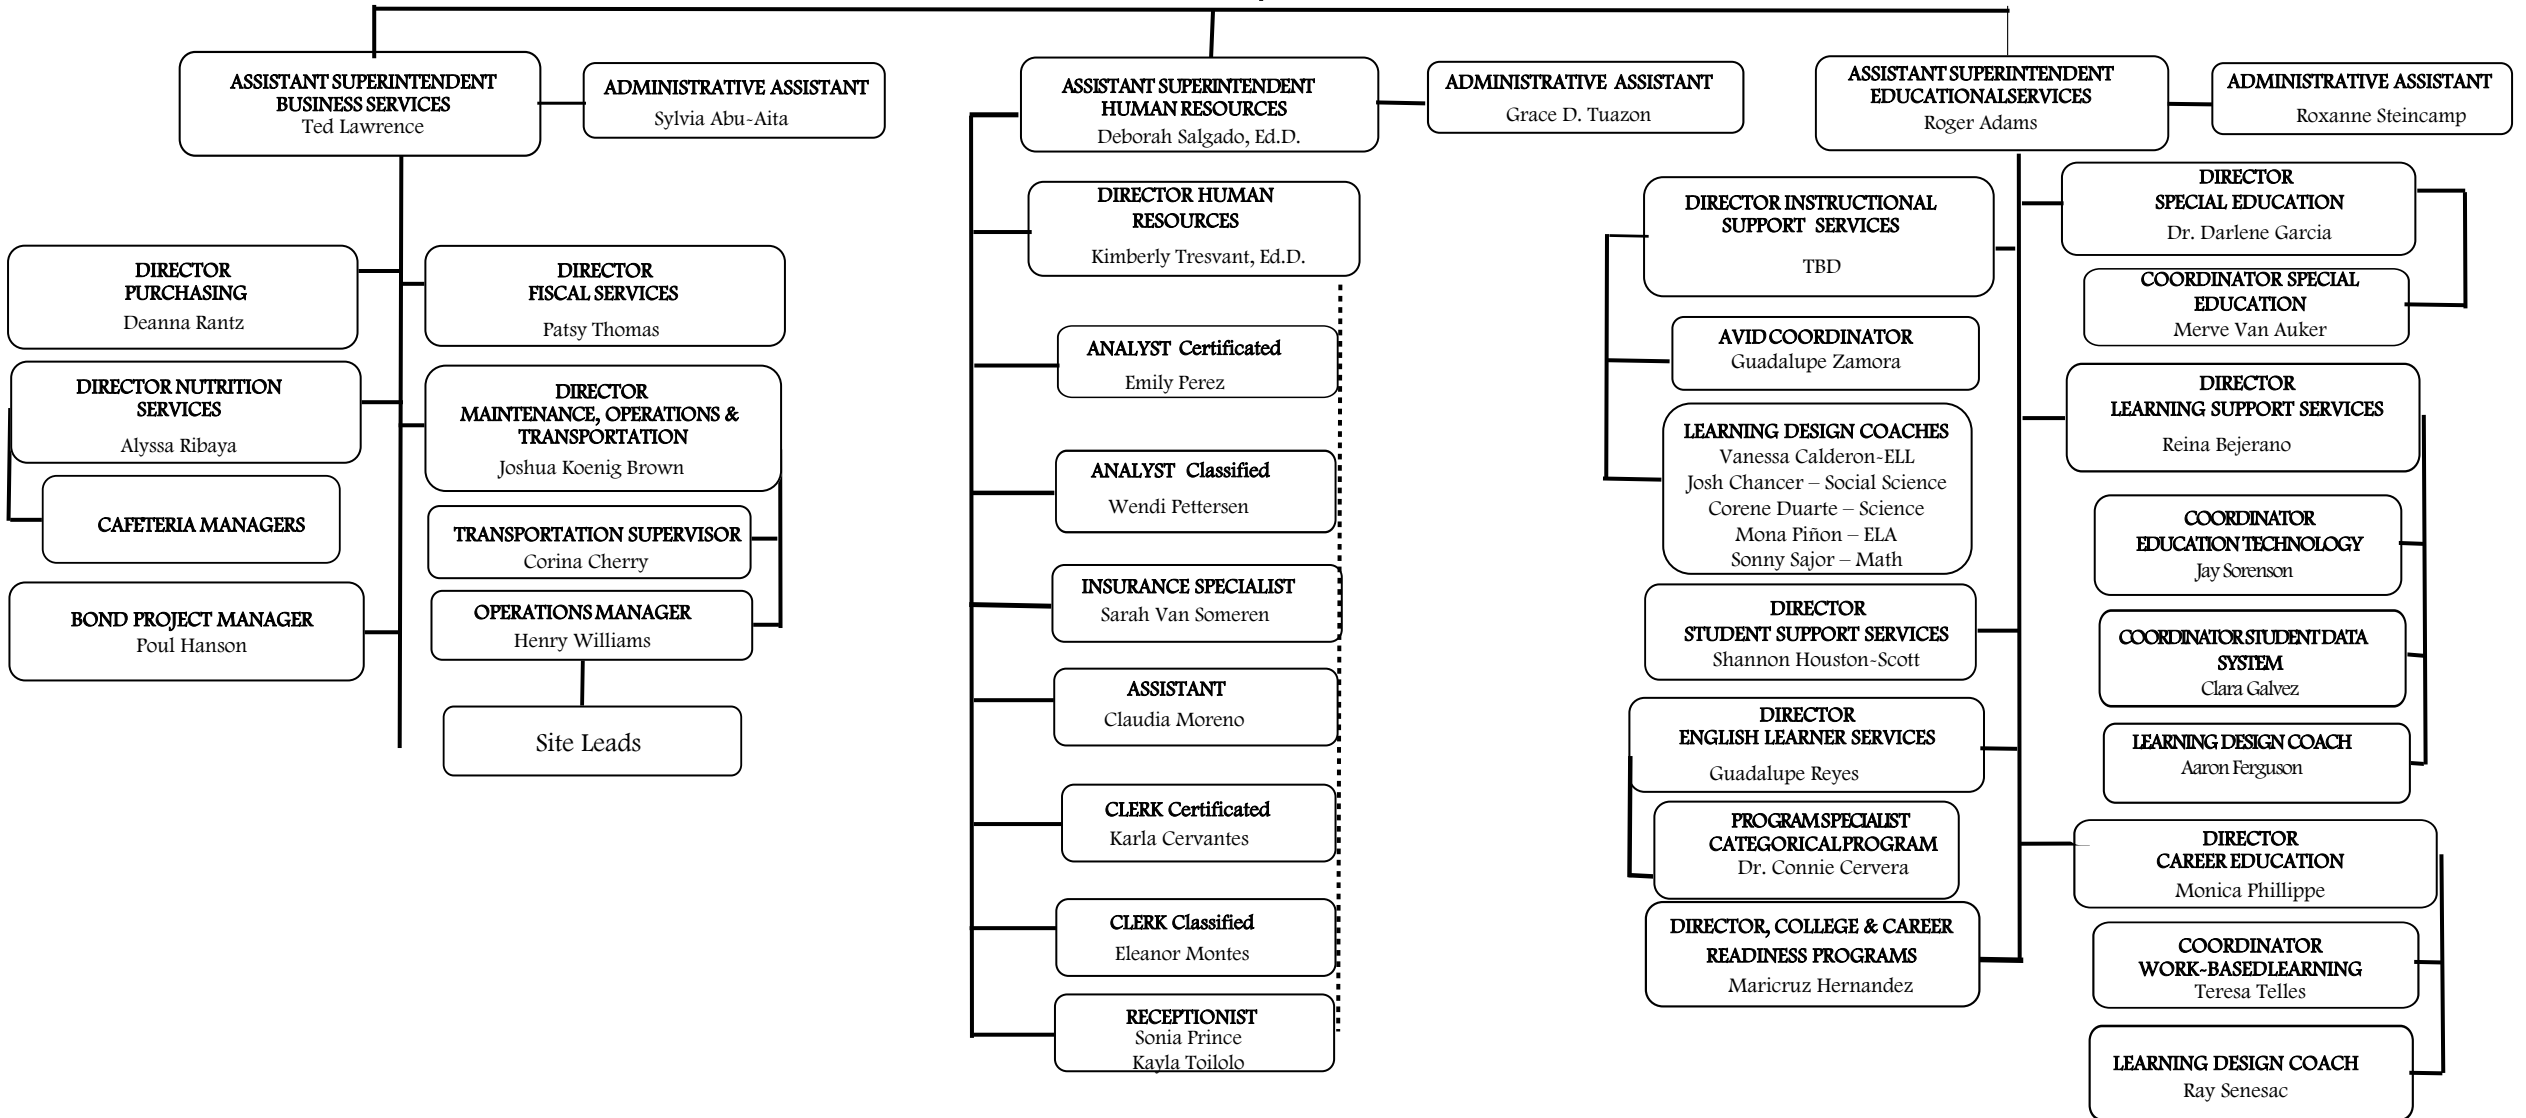 ASSISTANT SUPERINTENDENT
BUSINESS SERVICES
Ted Lawrence
ADMINISTRATIVE ASSISTANT
Sylvia Abu-Aita
DIRECTOR
PURCHASING
Deanna Rantz
DIRECTOR
FISCAL SERVICES
Patsy Thomas
DIRECTOR NUTRITION
SERVICES
Alyssa Ribaya
DIRECTOR
MAINTENANCE, OPERATIONS &
TRANSPORTATION
Joshua Koenig Brown
CAFETERIA MANAGERS
TRANSPORTATION SUPERVISOR
Corina Cherry
BOND PROJECT MANAGER
Poul Hanson
OPERATIONS MANAGER
Henry Williams
Site Leads
ASSISTANT SUPERINTENDENT
HUMAN RESOURCES
Deborah Salgado, Ed.D.
ADMINISTRATIVE ASSISTANT
Grace D. Tuazon
DIRECTOR HUMAN
RESOURCES
Kimberly Tresvant, Ed.D.
ANALYST Certificated
Emily Perez
ANALYST Classified
Wendi Pettersen
INSURANCE SPECIALIST
Sarah Van Someren
ASSISTANT
Claudia Moreno
CLERK Certificated
Karla Cervantes
CLERK Classified
Eleanor Montes
RECEPTIONIST
Sonia Prince
Kayla Toilolo
ASSISTANT SUPERINTENDENT
EDUCATIONALSERVICES
Roger Adams
ADMINISTRATIVE ASSISTANT
Roxanne Steincamp
DIRECTOR INSTRUCTIONAL
SUPPORT SERVICES
TBD
AVID COORDINATOR
Guadalupe Zamora
LEARNING DESIGN COACHES
Vanessa Calderon-ELL
Josh Chancer – Social Science
Corene Duarte – Science
Mona Piñon – ELA
Sonny Sajor – Math
DIRECTOR
STUDENT SUPPORT SERVICES
Shannon Houston-Scott
DIRECTOR
ENGLISH LEARNER SERVICES
Guadalupe Reyes
PROGRAM SPECIALIST
CATEGORICAL PROGRAM
Dr. Connie Cervera
DIRECTOR, COLLEGE & CAREER
READINESS PROGRAMS
Maricruz Hernandez
DIRECTOR
SPECIAL EDUCATION
Dr. Darlene Garcia
COORDINATOR SPECIAL
EDUCATION
Merve Van Auker
DIRECTOR
LEARNING SUPPORT SERVICES
Reina Bejerano
COORDINATOR
EDUCATION TECHNOLOGY
Jay Sorenson
COORDINATOR STUDENT DATA
SYSTEM
Clara Galvez
LEARNING DESIGN COACH
Aaron Ferguson
DIRECTOR
CAREER EDUCATION
Monica Phillippe
COORDINATOR
WORK-BASEDLEARNING
Teresa Telles
LEARNING DESIGN COACH
Ray Senesac